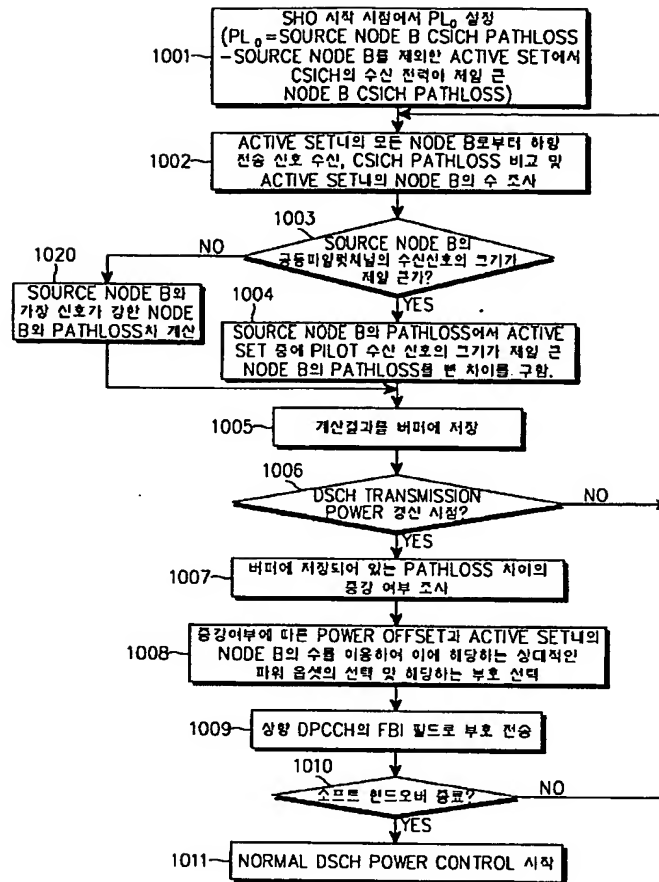 SHO 시작 시점에서 PL0 설정
(PL0=SOURCE NODE B CSICH PATHLOSS
-SOURCE NODE B를 제외한 ACTIVE SET에서
CSICH의 수신 전력이 제일 큰
NODE B CSICH PATHLOSS)
1001
ACTIVE SET내의 모든 NODE B로부터 하향
전송 신호 수신, CSICH PATHLOSS 비교 및
ACTIVE SET내의 NODE B의 수 조사
1002
1003
SOURCE NODE B의
공통파일럿채널의 수신신호의 크기가
제일 큰가?
NO
YES
1020
SOURCE NODE B와
가장 신호가 강한 NODE
B와 PATHLOSS차 계산
1004
SOURCE NODE B의 PATHLOSS에서 ACTIVE
SET 중에 PILOT 수신 신호의 크기가 제일 큰
NODE B의 PATHLOSS를 뺀 차이를 구함.
1005
계산결과를 버퍼에 저장
1006
DSCH TRANSMISSION
POWER 갱신 시점?
NO
YES
1007
버퍼에 저장되어 있는 PATHLOSS 차이의
증감 여부 조사
1008
증감여부에 따른 POWER OFFSET과 ACTIVE SET내의
NODE B의 수를 이용하여 이에 해당하는 상대적인
파워 옵셋의 선택 및 해당하는 부호 선택
1009
상향 DPCCH의 FBI 필드로 부호 전송
1010
소프트 핸드오버 종료?
NO
YES
1011
NORMAL DSCH POWER CONTROL 시작